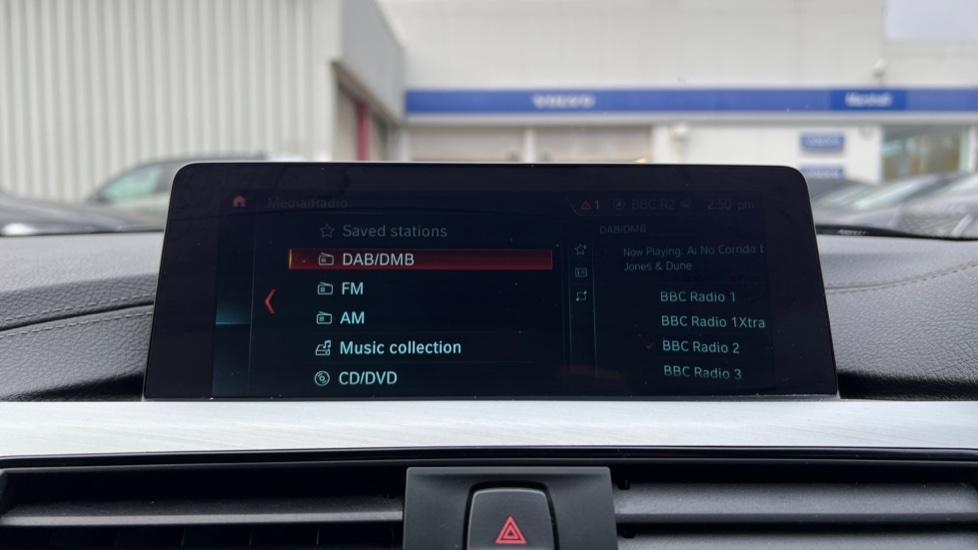 VOLVO
Marshall
Media/Radio
1
BBC R2
2:50 pm
Saved stations
DAB/DMB
FM
AM
Music collection
CD/DVD
DAB/DMB
Now Playing: Ai No Corrida t
Jones & Dune
BBC Radio 1
BBC Radio 1Xtra
BBC Radio 2
BBC Radio 3